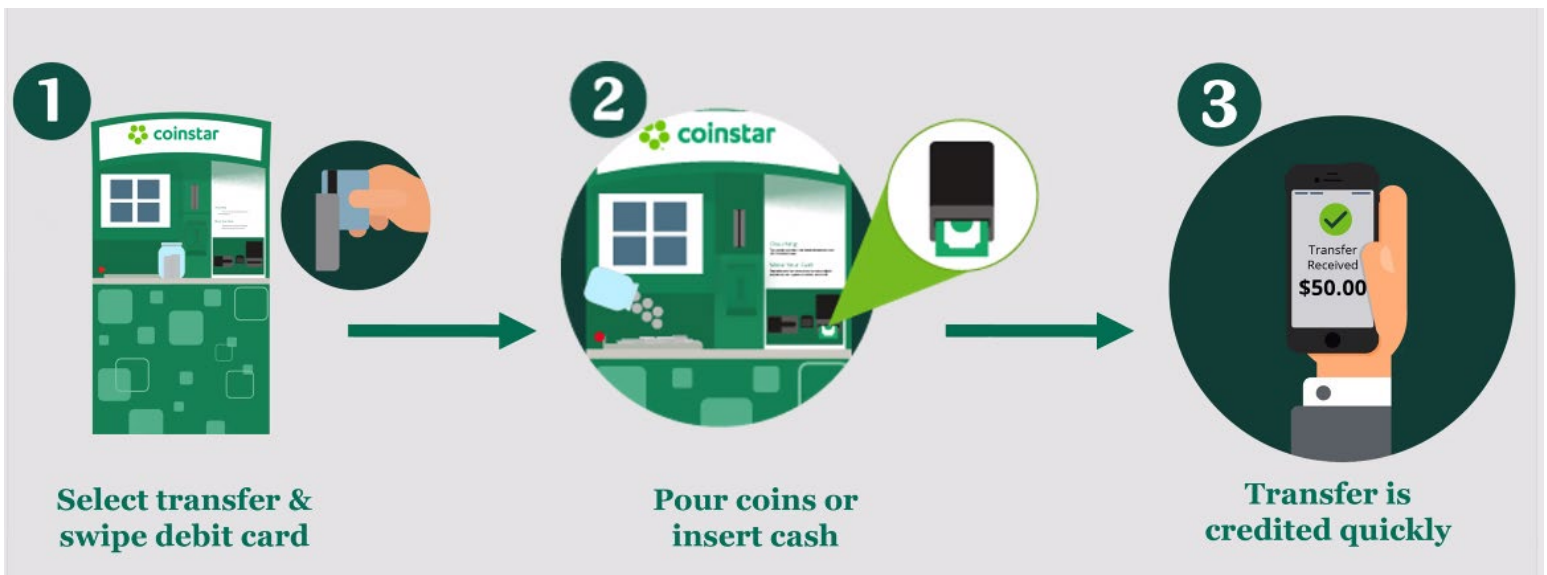 1
coinstar
Select transfer &
swipe debit card
2
coinstar
Pour coins or
insert cash
3
Transfer
Received
$50.00
Transfer is
credited quickly